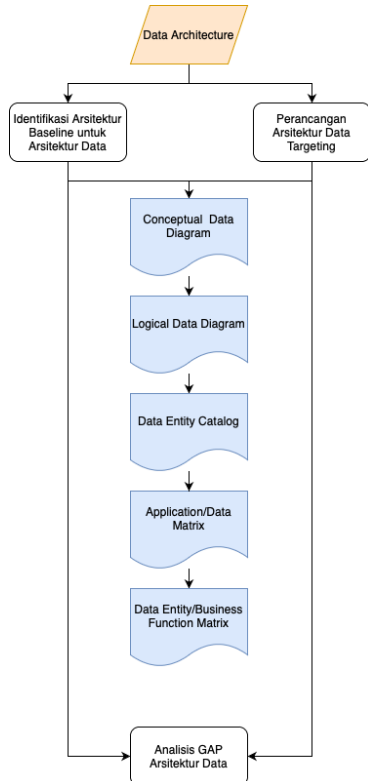 Data Architecture
Identifikasi Arsitektur
Baseline untuk
Arsitektur Data
Perancangan
Arsitektur Data
Targeting
Conceptual Data
Diagram
Logical Data Diagram
Data Entity Catalog
Application/Data
Matrix
Data Entity/Business
Function Matrix
Analisis GAP
Arsitektur Data